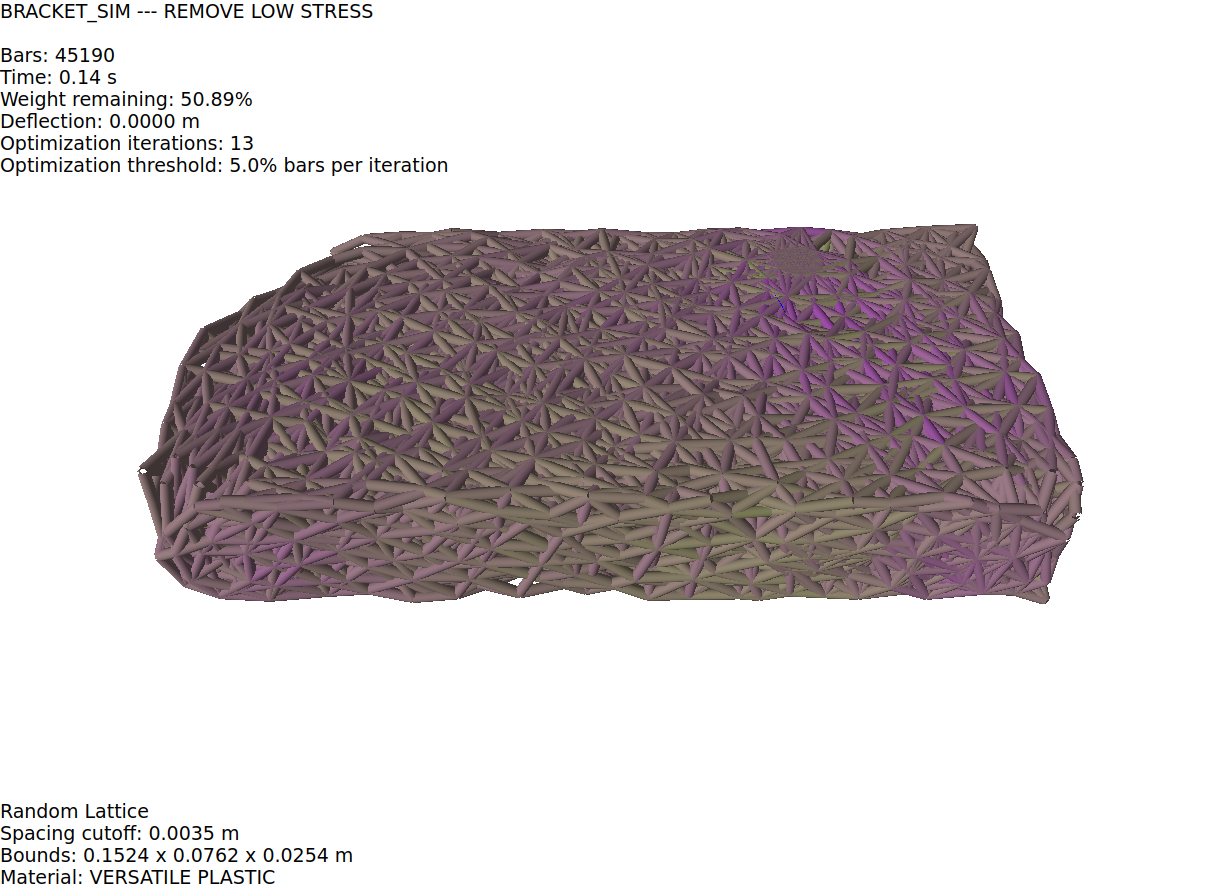 BRACKET_SIM --- REMOVE LOW STRESS
Bars: 45190
Time: 0.14 s
Weight remaining: 50.89%
Deflection: 0.0000 m
Optimization iterations: 13
Optimization threshold: 5.0% bars per iteration
Random Lattice
Spacing cutoff: 0.0035 m
Bounds: 0.1524 x 0.0762 x 0.0254 m
Material: VERSATILE PLASTIC